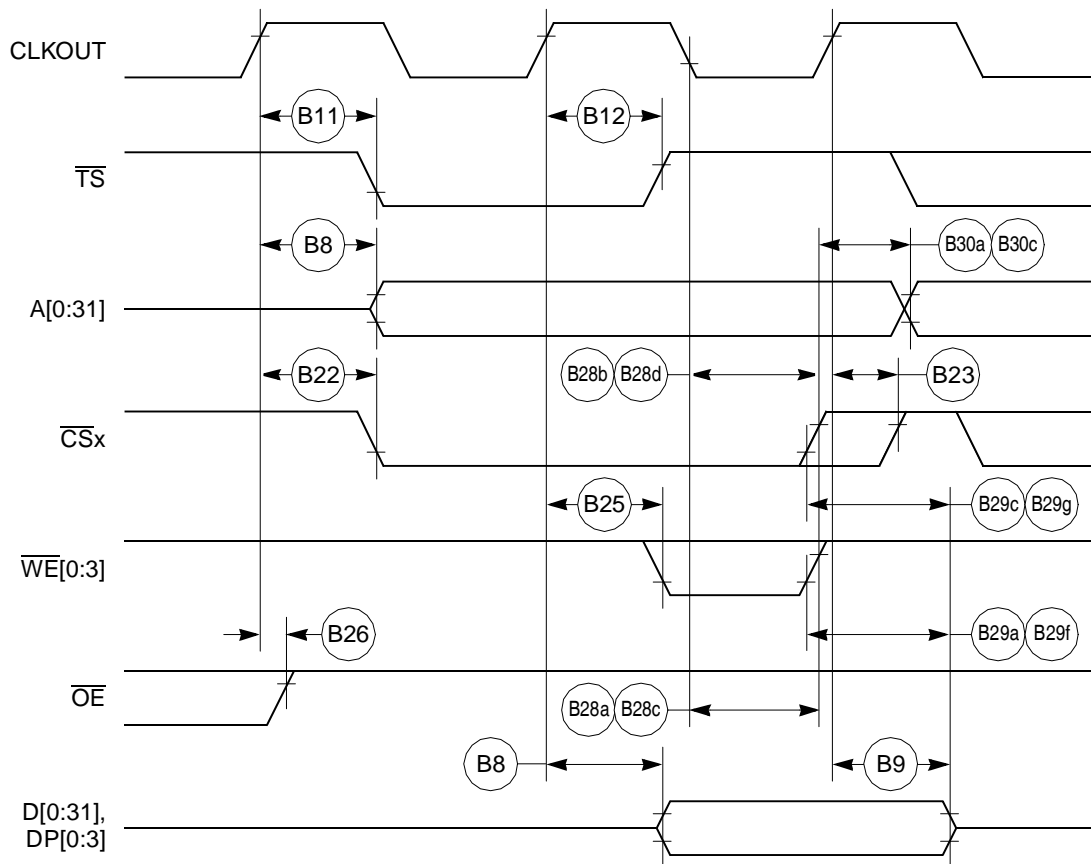 CLKOUT
B11
B12
TS
B8
B30a B30c
A[0:31]
B22
B28b B28d
B23
CSx
B25
B29c B29g
WE[0:3]
B26
B29a B29f
OE
B28a B28c
B8
B9
D[0:31],
DP[0:3]